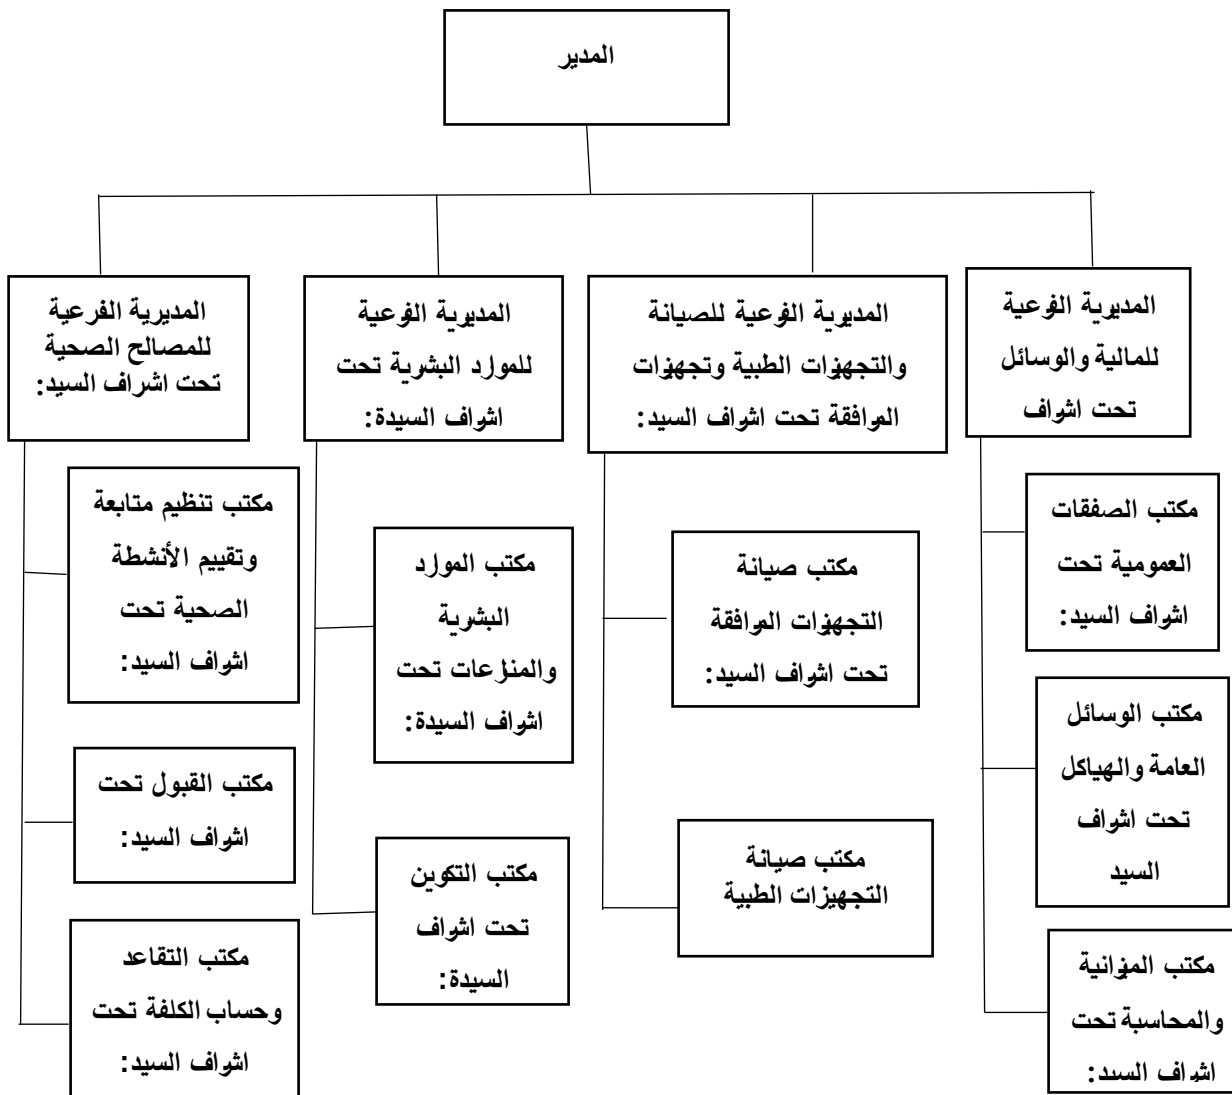 المدير
المديرية الفرعية
للمالية والوسائل
تحت اشراف
المديرية الفرعية للصيانة
والتجهيزات الطبية وتجهيزات
المرافقة تحت اشراف السيد:
المديرية الفرعية
للموارد البشرية تحت
اشراف السيدة:
المديرية الفرعية
للمصالح الصحية
تحت اشراف السيد:
مكتب الصفقات
العمومية تحت
اشراف السيد:
مكتب الوسائل
العامة والهياكل
تحت اشراف
السيد
مكتب الميزانية
والمحاسبة تحت
اشراف السيد:
مكتب صيانة
التجهيزات المرافقة
تحت اشراف السيد:
مكتب صيانة
التجهيزات الطبية
مكتب الموارد
البشرية
والمنازعات تحت
اشراف السيدة:
مكتب التكوين
تحت اشراف
السيدة:
مكتب تنظيم متابعة
وتقييم الأنشطة
الصحية تحت
اشراف السيد:
مكتب القبول تحت
اشراف السيد:
مكتب التقاعد
وحساب الكلفة تحت
اشراف السيد: